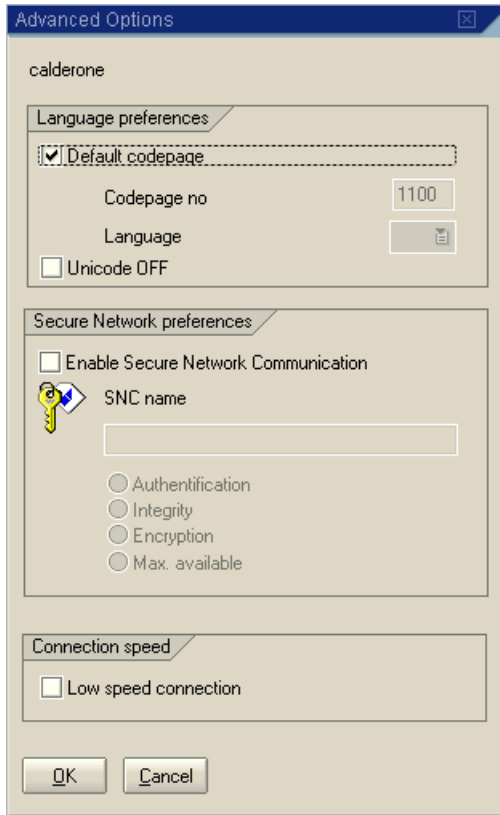 Advanced Options
calderone
Language preferences
Default codepage
Codepage no 1100
Language
Unicode OFF
Secure Network preferences
Enable Secure Network Communication
SNC name
Authentification
Integrity
Encryption
Max. available
Connection speed
Low speed connection
OK Cancel